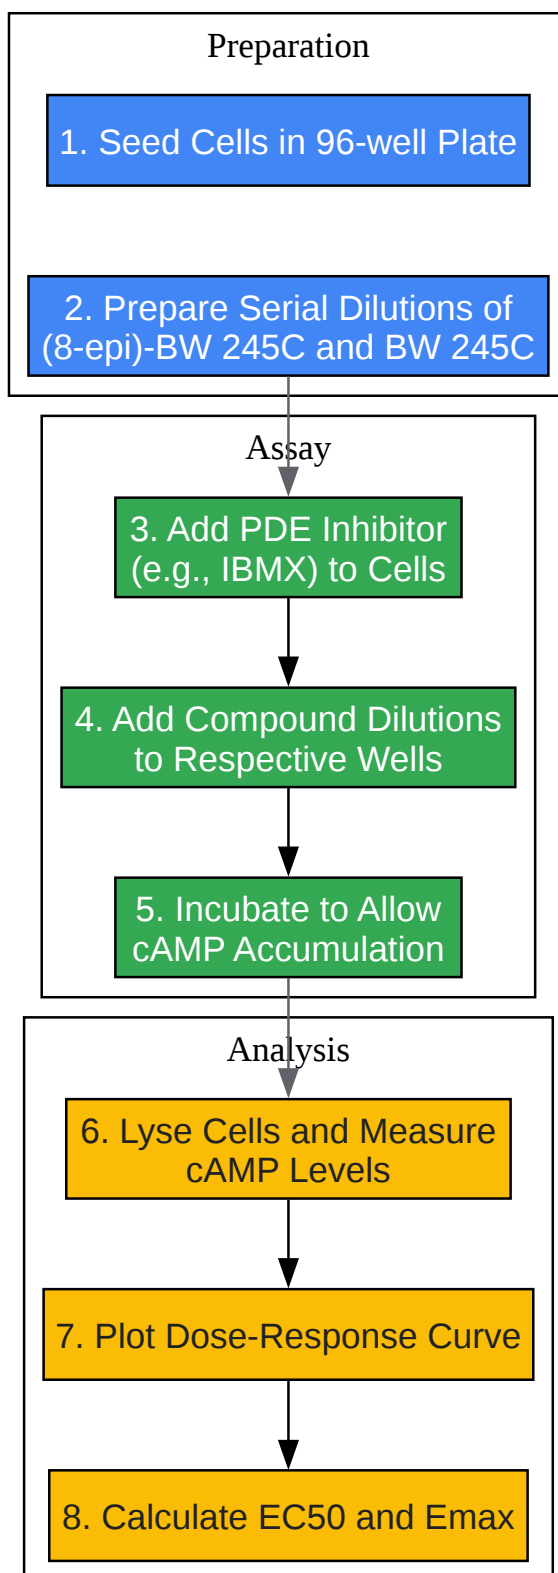 Preparation
1. Seed Cells in 96-well Plate
2. Prepare Serial Dilutions of
(8-epi)-BW 245C and BW 245C
Assay
3. Add PDE Inhibitor
(e.g., IBMX) to Cells
4. Add Compound Dilutions
to Respective Wells
5. Incubate to Allow
cAMP Accumulation
Analysis
6. Lyse Cells and Measure
cAMP Levels
7. Plot Dose-Response Curve
8. Calculate EC50 and Emax